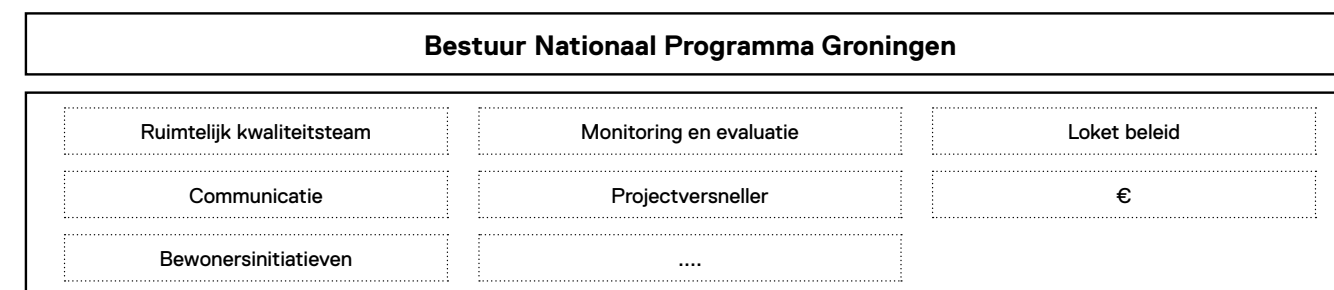 Bestuur Nationaal Programma Groningen
Ruimtelijk kwaliteitsteam
Monitoring en evaluatie
Loket beleid
Communicatie
Projectversneller
€
Bewonersinitiatieven
....